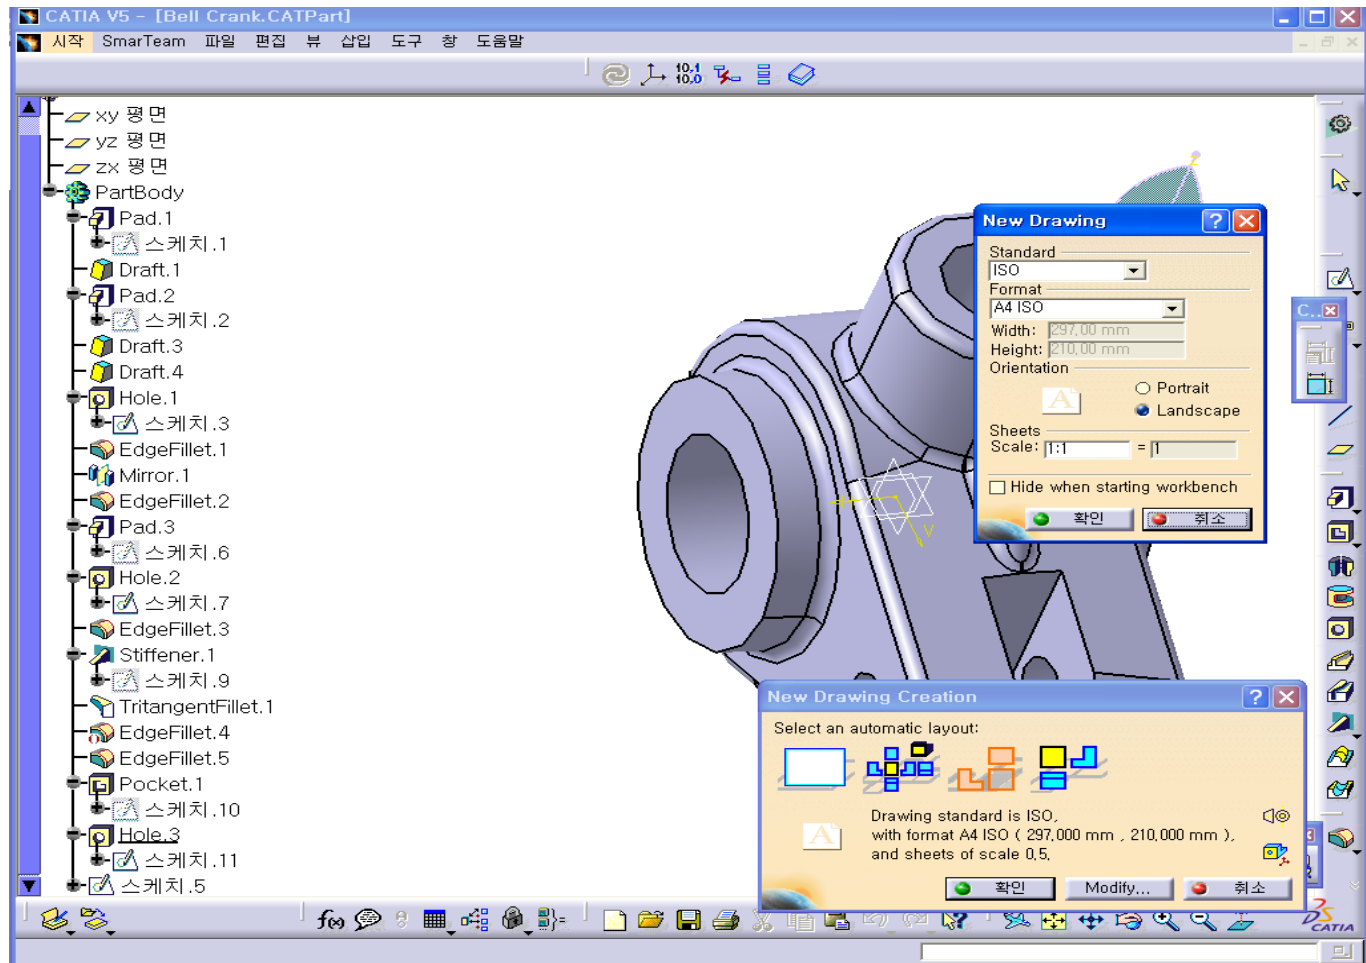 CATIA V5 - [Bell Crank.CATPart]
시작 SmarTeam 파일 편집 뷰 삽입 도구 창 도움말
10.1
10.0
xy 평면
yz 평면
zx 평면
PartBody
Pad.1
스케치.1
Draft.1
Pad.2
스케치.2
Draft.3
Draft.4
Hole.1
스케치.3
EdgeFillet.1
Mirror.1
EdgeFillet.2
Pad.3
스케치.6
Hole.2
스케치.7
EdgeFillet.3
Stiffener.1
스케치.9
TritangentFillet.1
EdgeFillet.4
EdgeFillet.5
Pocket.1
스케치.10
Hole.3
스케치.11
스케치.5
z
H
V
New Drawing
Standard
ISO
Format
A4 ISO
Width: 297,00 mm
Height: 210,00 mm
Orientation
A
Portrait
Landscape
Sheets
Scale: 1:1 = 1
Hide when starting workbench
확인 취소
C...
New Drawing Creation
Select an automatic layout:
A
Drawing standard is ISO,
with format A4 ISO ( 297,000 mm , 210,000 mm ),
and sheets of scale 0,5,
확인 Modify... 취소
f(x)
CATIA